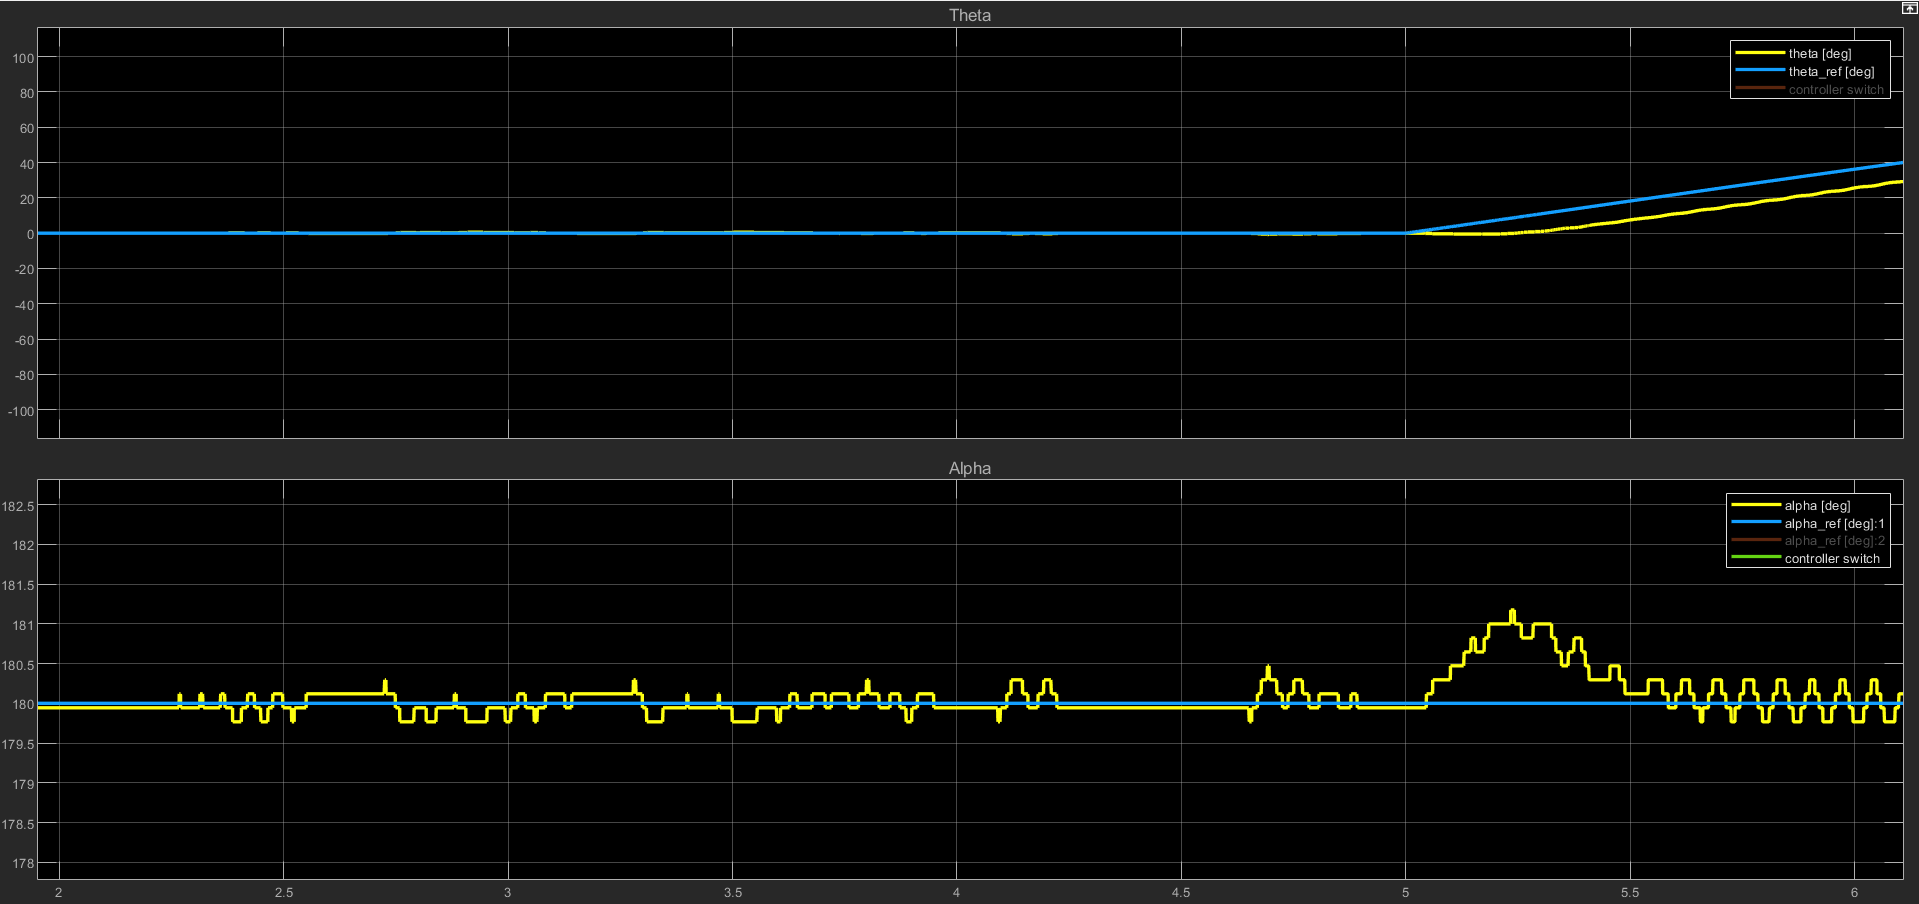 Theta
theta [deg]
theta_ref [deg]
controller switch
100
80
60
40
20
0
-20
-40
-60
-80
-100
Alpha
alpha [deg]
alpha_ref [deg]:1
alpha_ref [deg]:2
controller switch
182.5
182
181.5
181
180.5
180
179.5
179
178.5
178
2 2.5 3 3.5 4 4.5 5 5.5 6